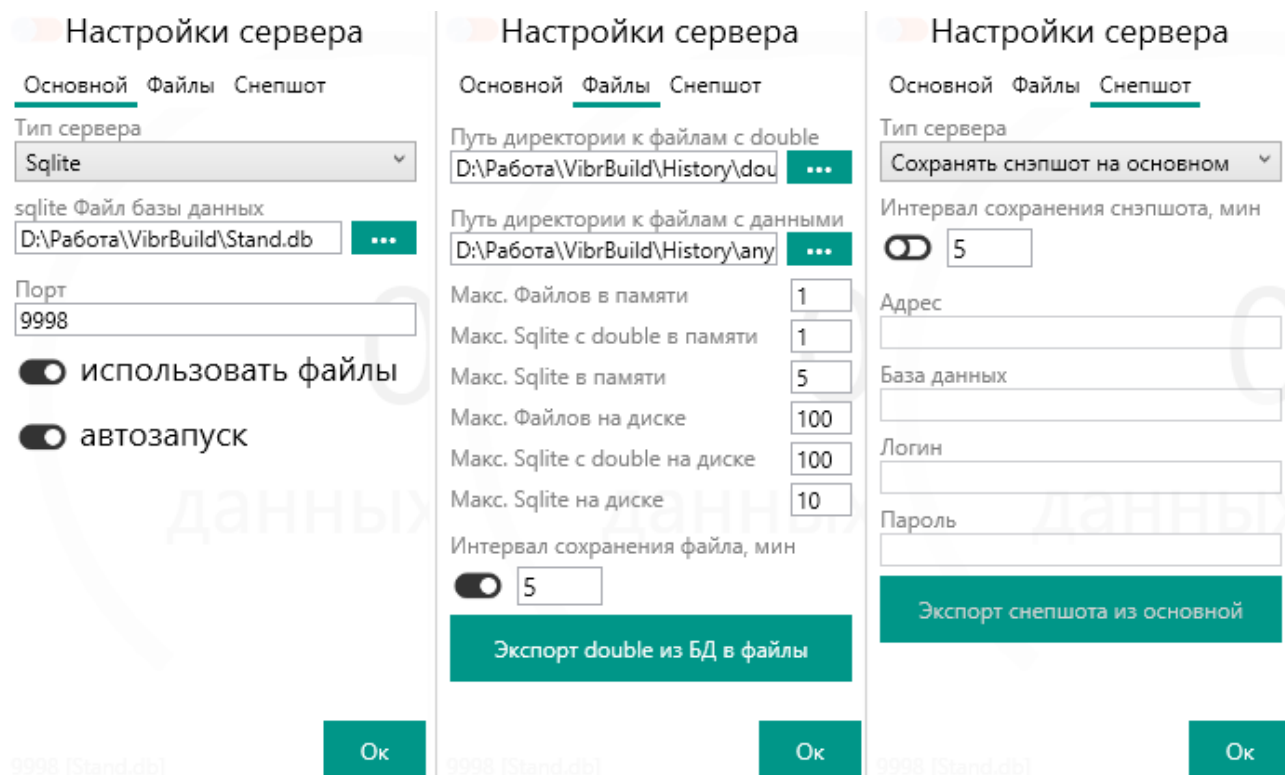 Настройки сервера
Основной Файлы Снепшот
Тип сервера
Sqlite
sqlite Файл базы данных
D:\Работа\VibrBuild\Stand.db
Порт
9998
использовать файлы
автозапуск
данных
Ок
9998 [Stand.db]
Настройки сервера
Основной Файлы Снепшот
Путь директории к файлам с double
D:\Работа\VibrBuild\History\dou
Путь директории к файлам с данными
D:\Работа\VibrBuild\History\any
Макс. Файлов в памяти 1
Макс. Sqlite с double в памяти 1
Макс. Sqlite в памяти 5
Макс. Файлов на диске 100
Макс. Sqlite с double на диске 100
Макс. Sqlite на диске 10
Интервал сохранения файла, мин
5
Экспорт double из БД в файлы
данных
Ок
9998 [Stand.db]
Настройки сервера
Основной Файлы Снепшот
Тип сервера
Сохранять снэпшот на основном
Интервал сохранения снэпшота, мин
5
Адрес
База данных
Логин
Пароль
данных
Экспорт снепшота из основной
Ок
9998 [Stand.db]